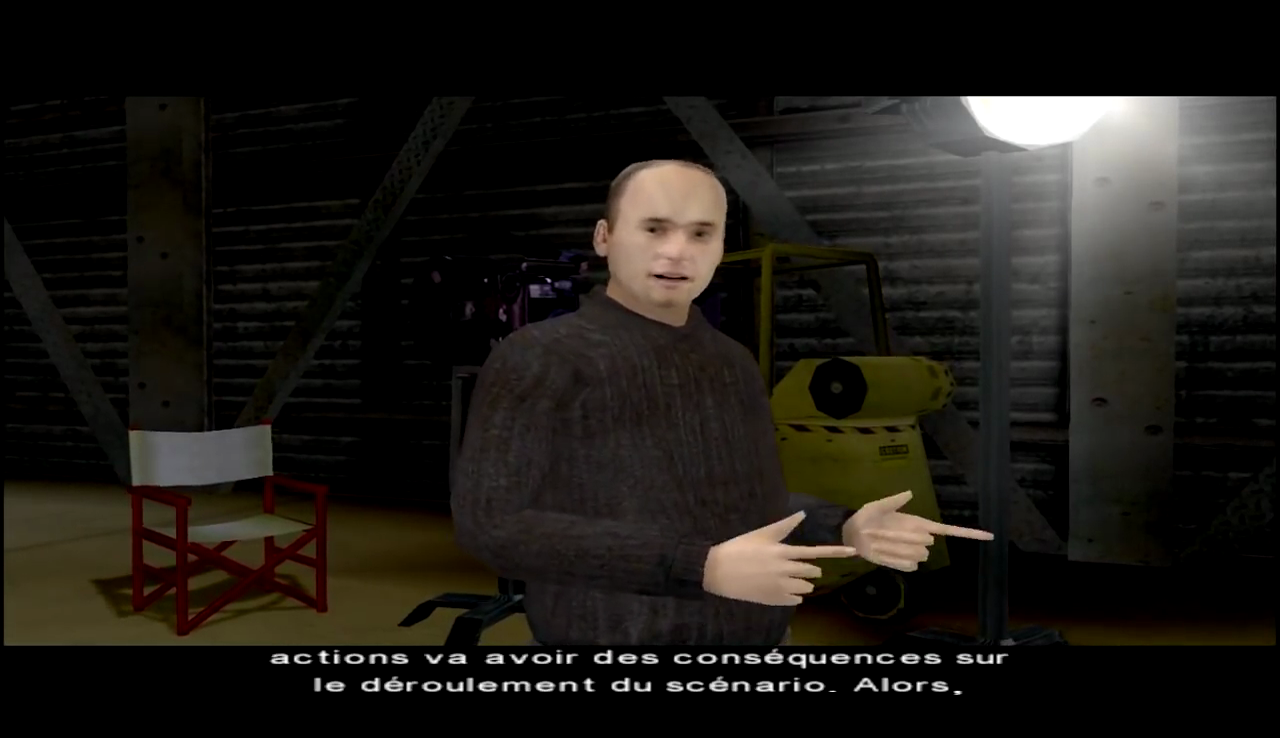 actions va avoir des conséquences sur
le déroulement du scénario. Alors,